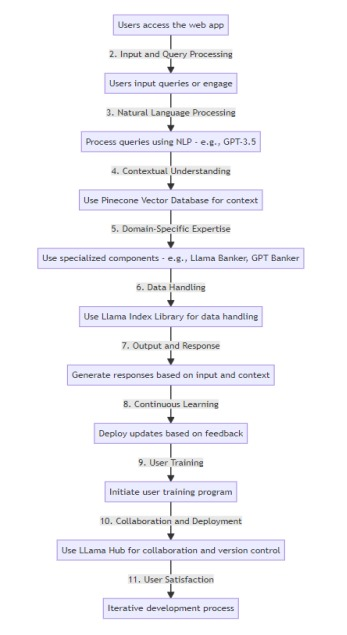 Users access the web app
2. Input and Query Processing
Users input queries or engage
3. Natural Language Processing
Process queries using NLP - e.g., GPT-3.5
4. Contextual Understanding
Use Pinecone Vector Database for context
5. Domain-Specific Expertise
Use specialized components - e.g., Llama Banker, GPT Banker
6. Data Handling
Use Llama Index Library for data handling
7. Output and Response
Generate responses based on input and context
8. Continuous Learning
Deploy updates based on feedback
9. User Training
Initiate user training program
10. Collaboration and Deployment
Use LLama Hub for collaboration and version control
11. User Satisfaction
Iterative development process